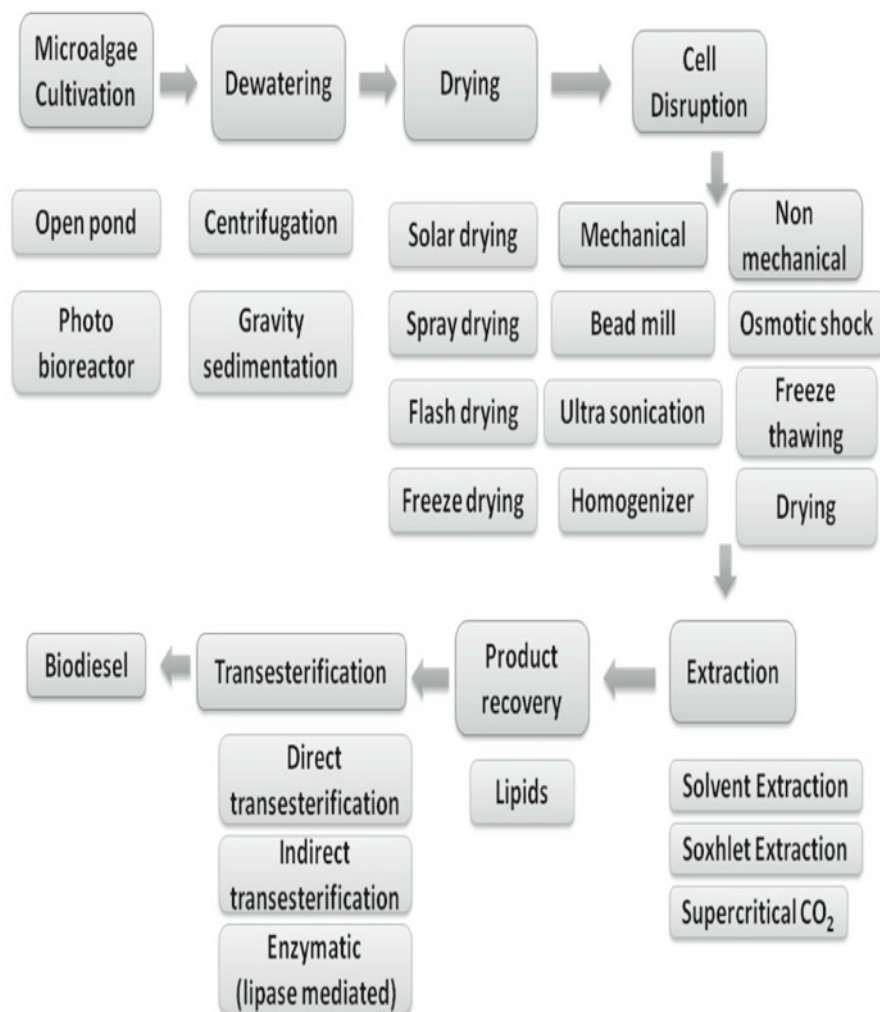 Microalgae
Cultivation
Dewatering
Drying
Cell
Disruption
Open pond
Photo
bioreactor
Centrifugation
Gravity
sedimentation
Solar drying
Spray drying
Flash drying
Freeze drying
Mechanical
Bead mill
Ultra sonication
Homogenizer
Non
mechanical
Osmotic shock
Freeze
thawing
Drying
Extraction
Solvent Extraction
Soxhlet Extraction
Supercritical CO₂
Product
recovery
Lipids
Transesterification
Direct
transesterification
Indirect
transesterification
Enzymatic
(lipase mediated)
Biodiesel